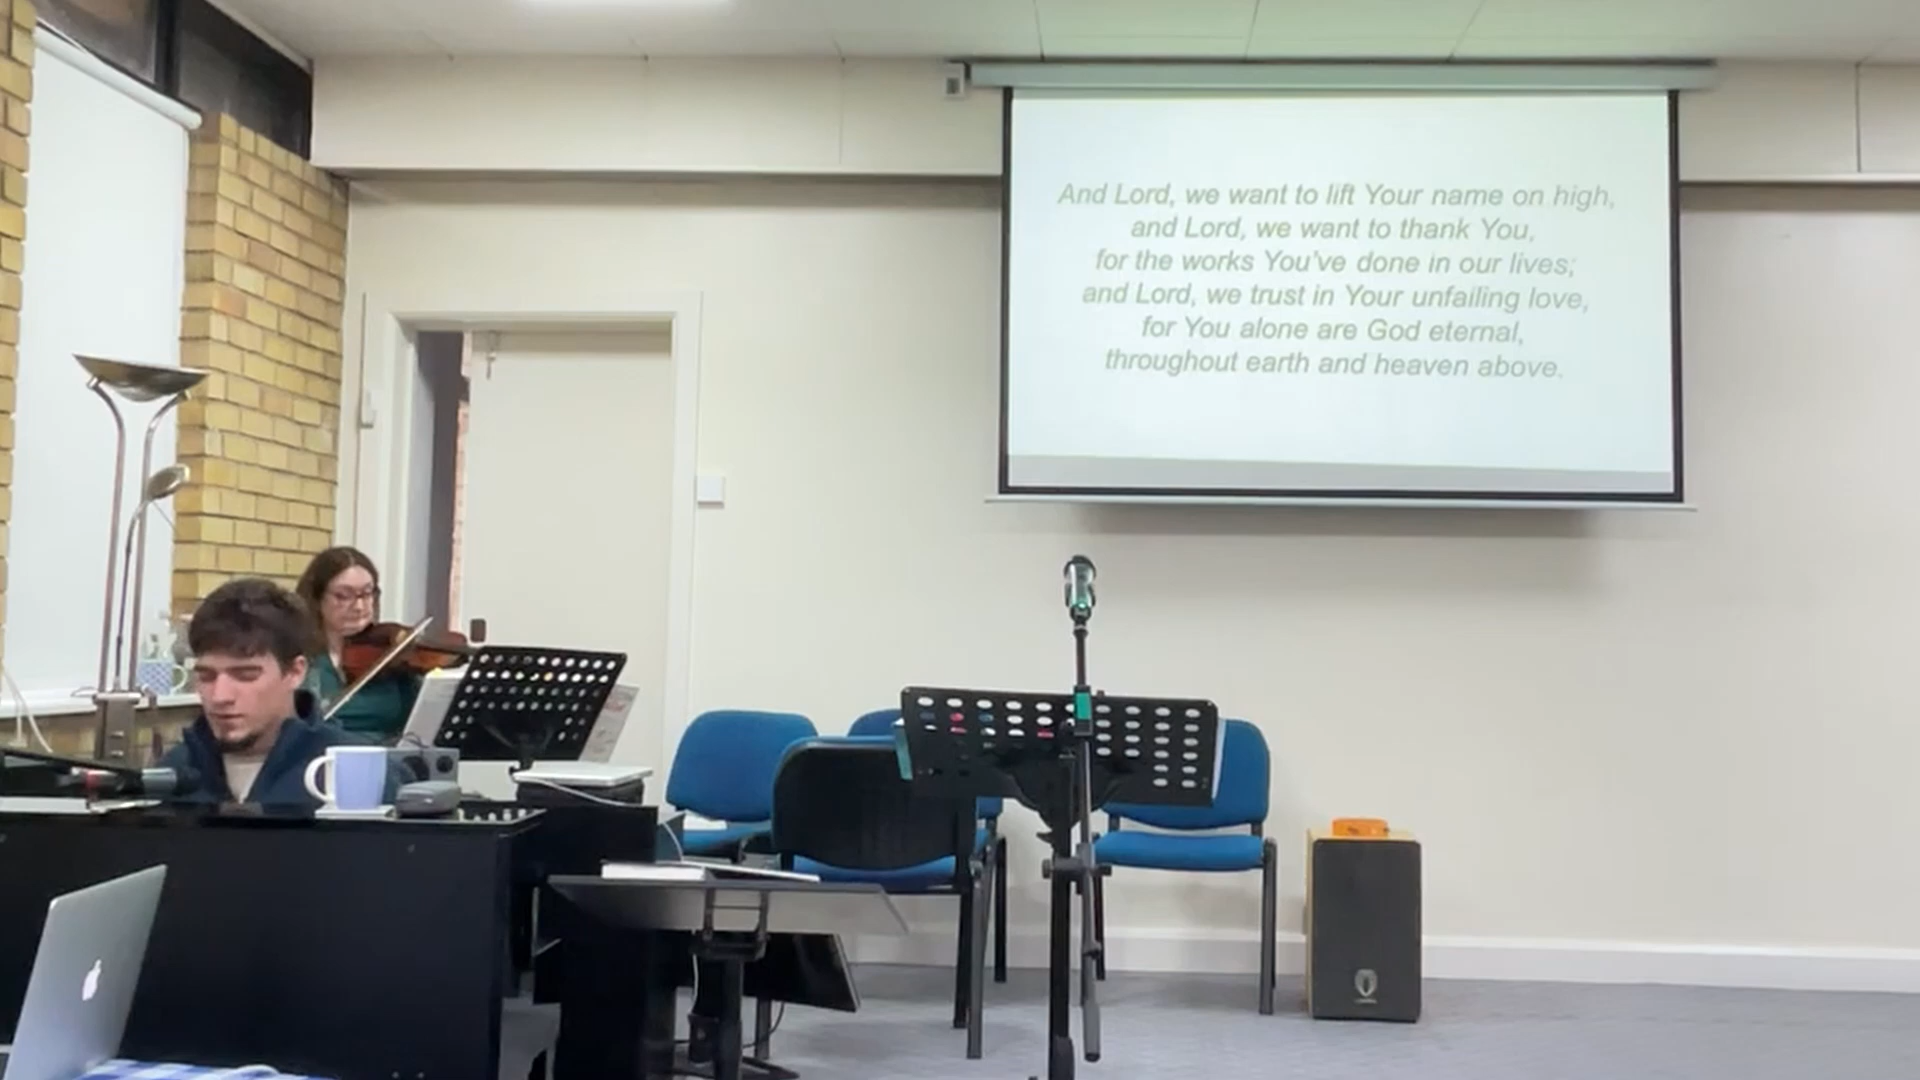 And Lord, we want to lift Your name on high,
and Lord, we want to thank You,
for the works You've done in our lives;
and Lord, we trust in Your unfailing love,
for You alone are God eternal,
throughout earth and heaven above.